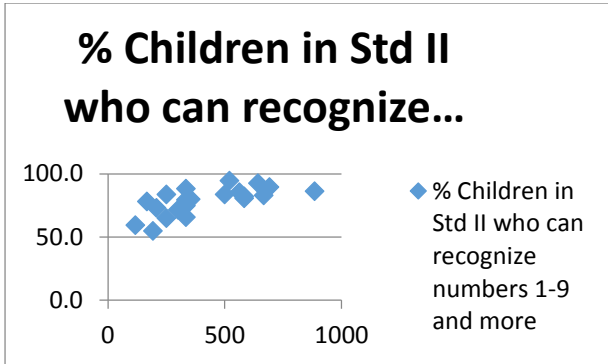 % Children in Std II
who can recognize...
100.0
50.0
0.0
0
500
1000
% Children in
Std II who can
recognize
numbers 1-9
and more